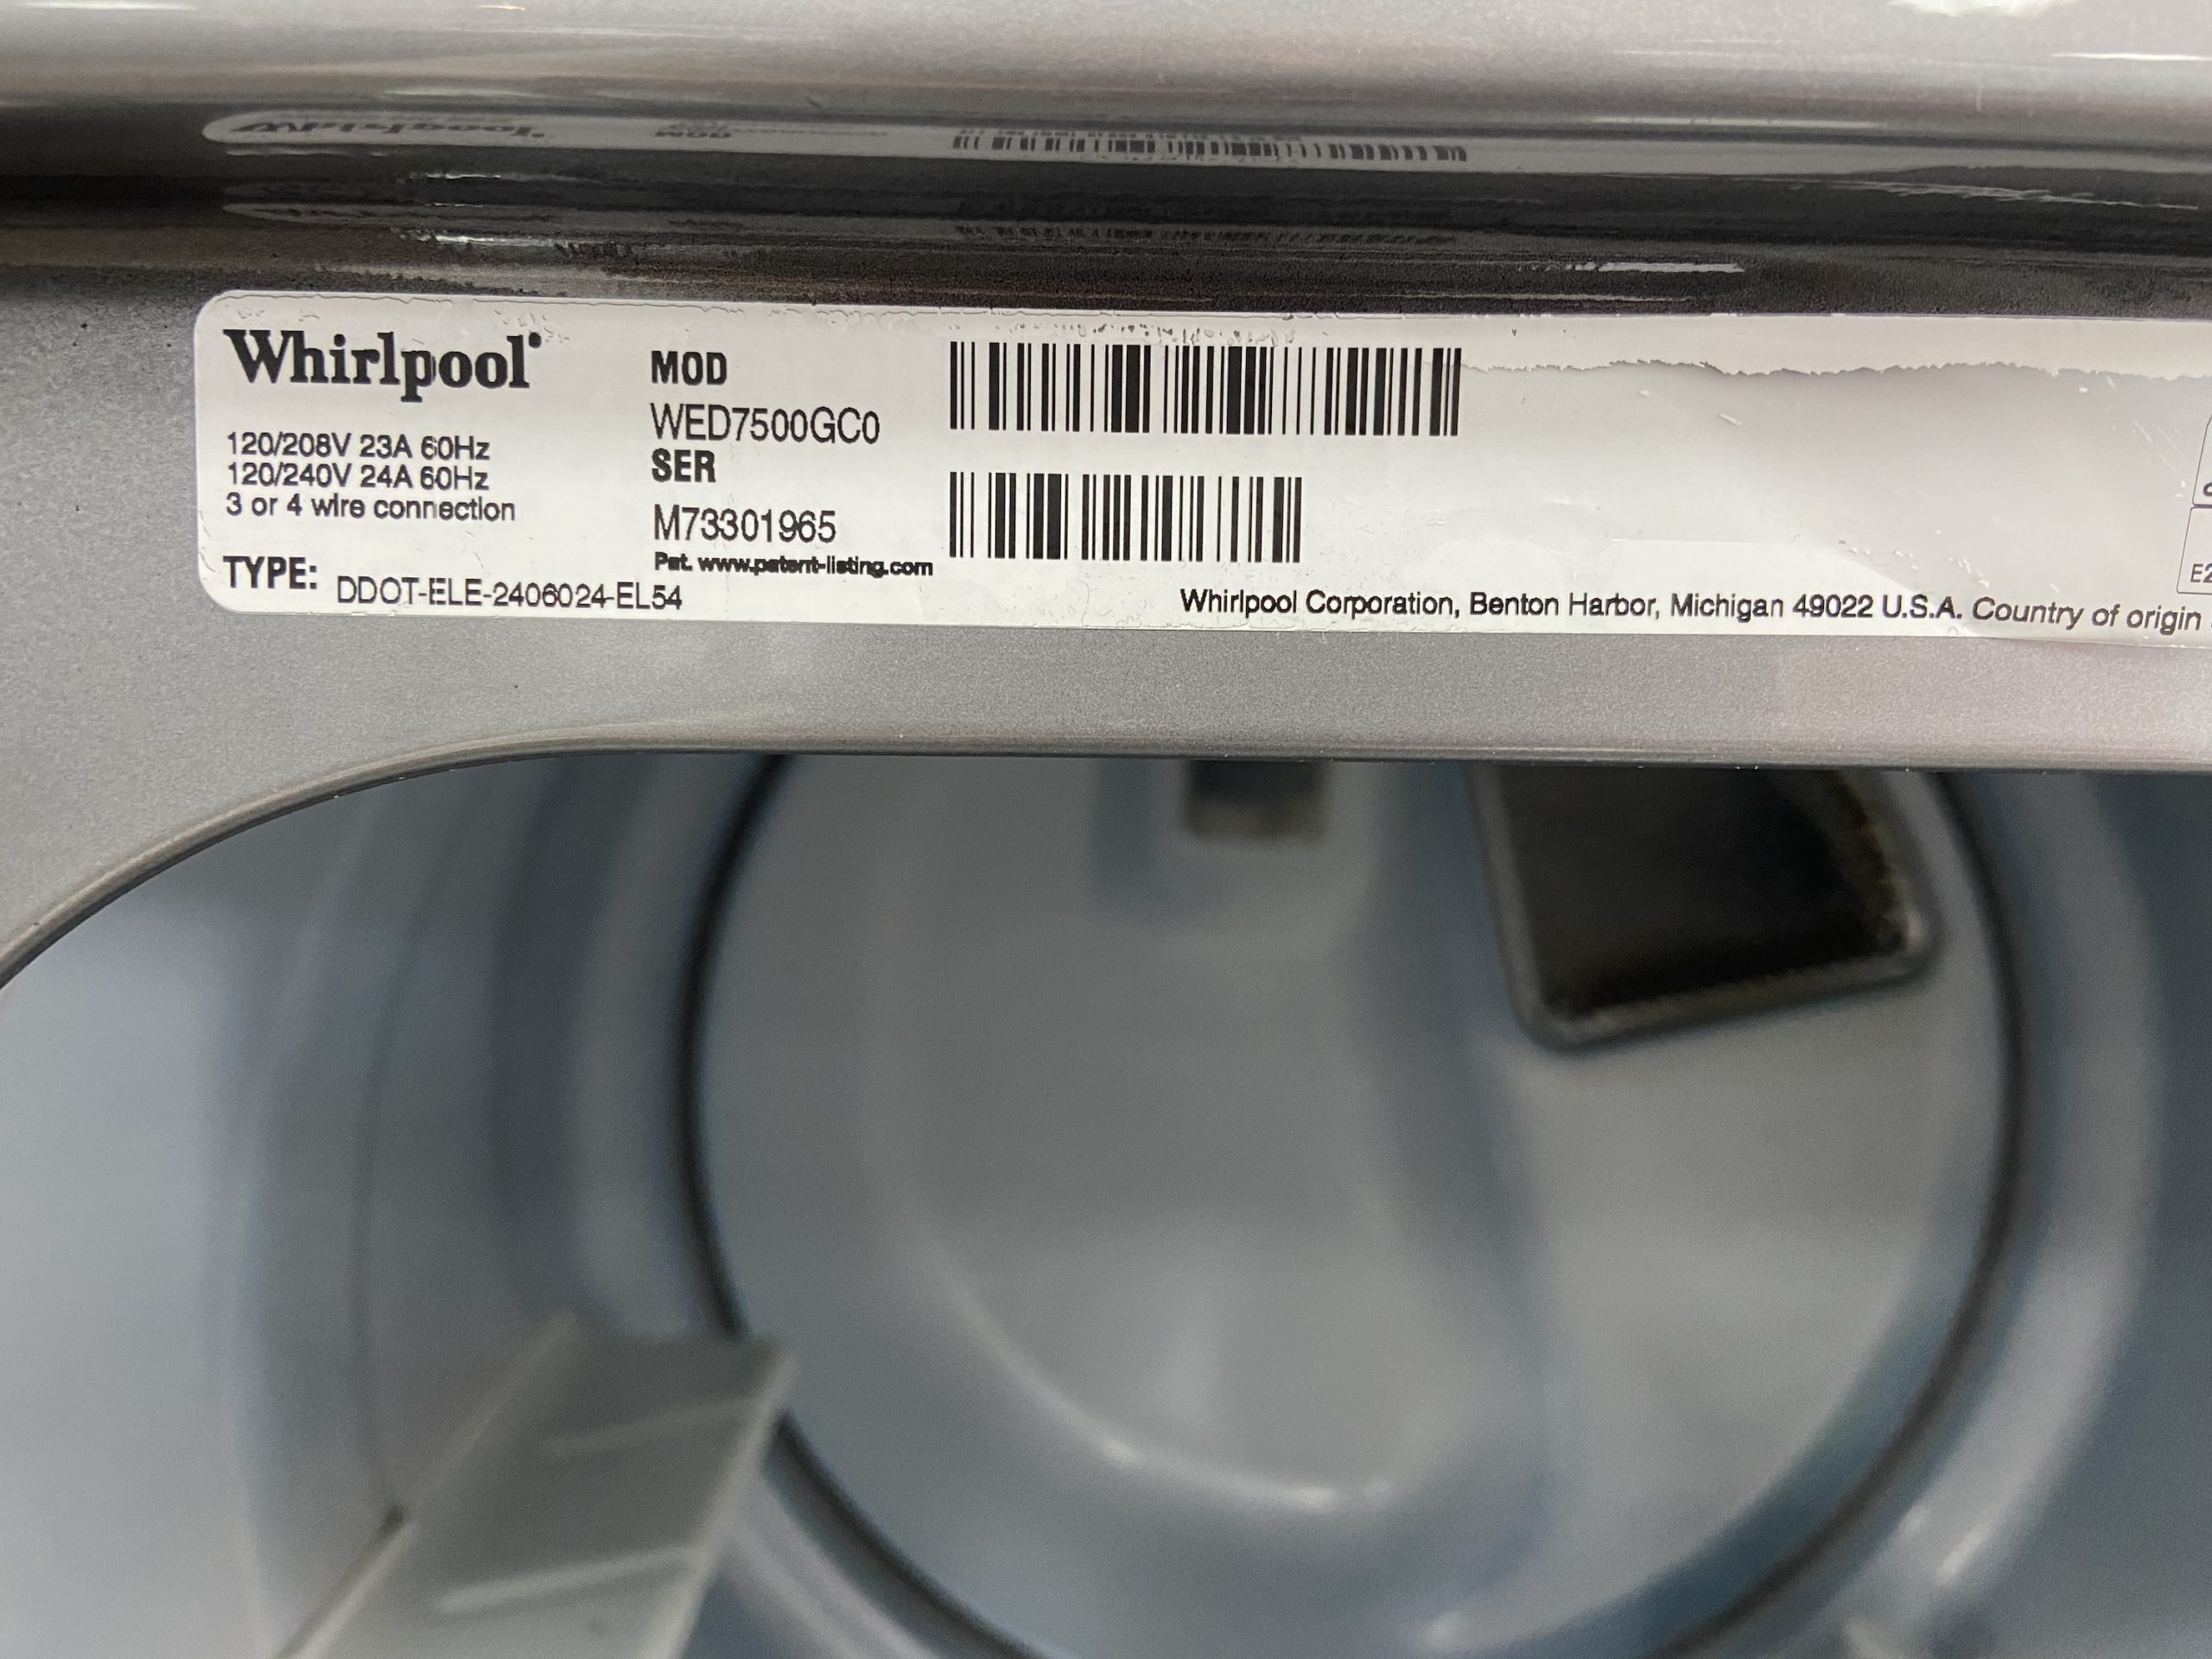 Whirlpool
120/208V 23A 60Hz
120/240V 24A 60Hz
3 or 4 wire connection
TYPE: DDOT-ELE-2406024-EL54
MOD
WED7500GC0
SER
M73301965
Pat. www.patent-listing.com
Whirlpool Corporation, Benton Harbor, Michigan 49022 U.S.A. Country of origin